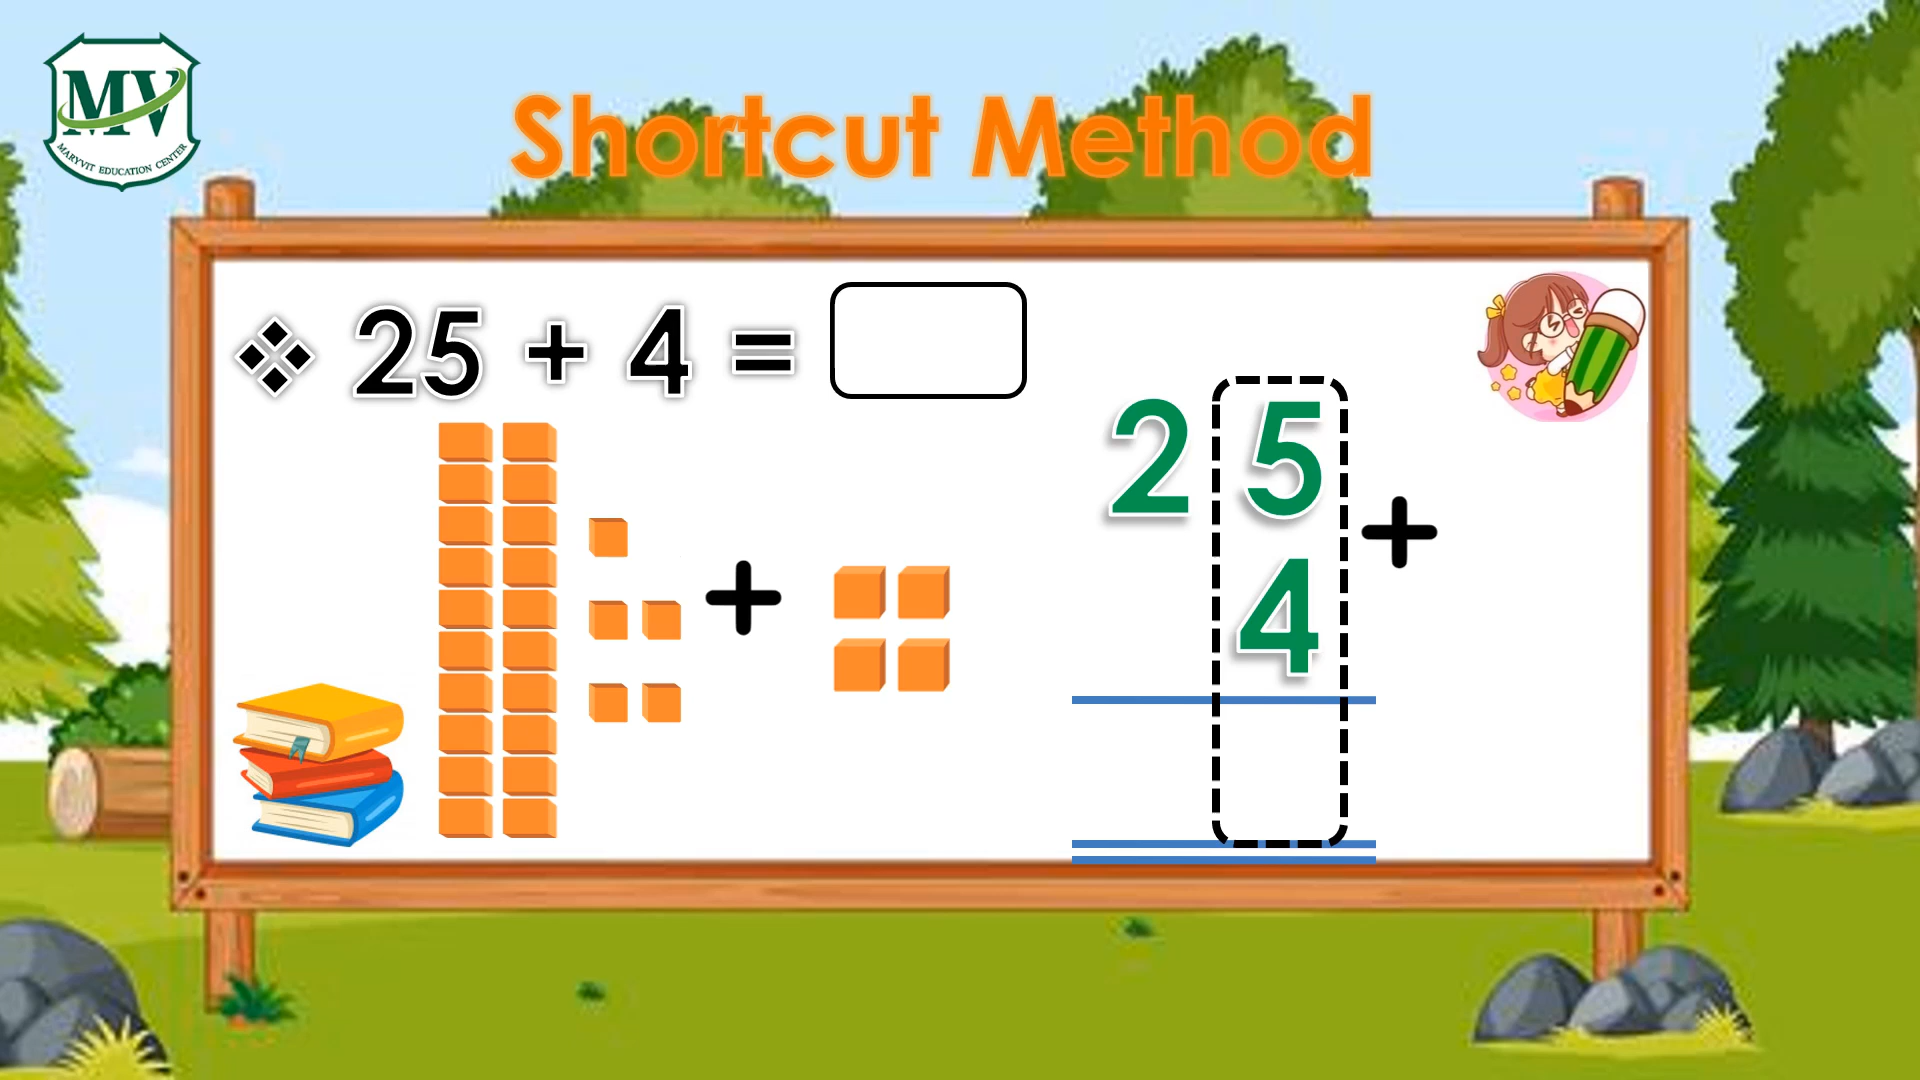 MV
MARYVIT EDUCATION CENTER
Shortcut Method
❖ 25 + 4 =
+
2 5
+
4